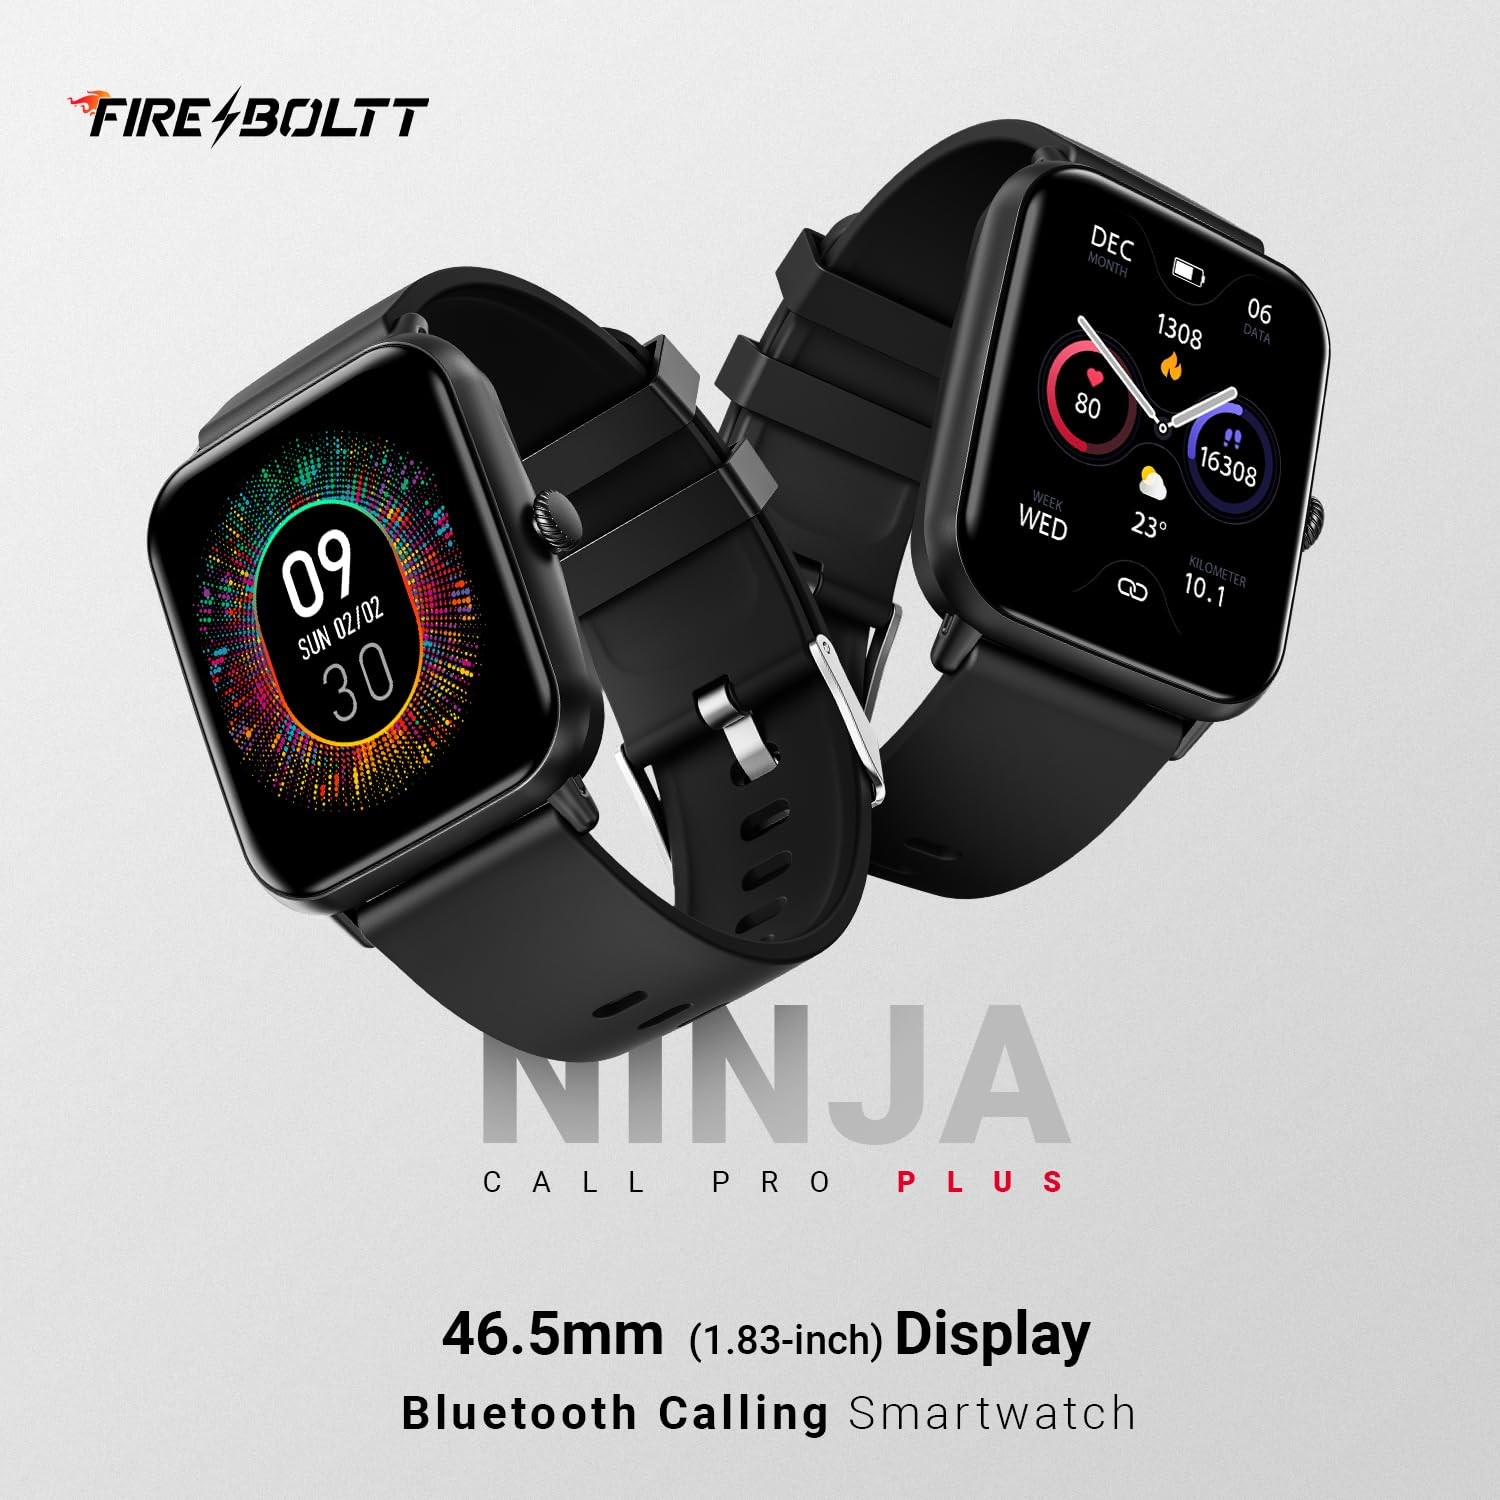 FIRE BOLTT
DEC
MONTH
06
DATA
1308
80
16308
WEEK
WED
23°
KILOMETER
10.1
09
SUN 02/02
30
NINJA
CALL PRO PLUS
46.5mm (1.83-inch) Display
Bluetooth Calling Smartwatch